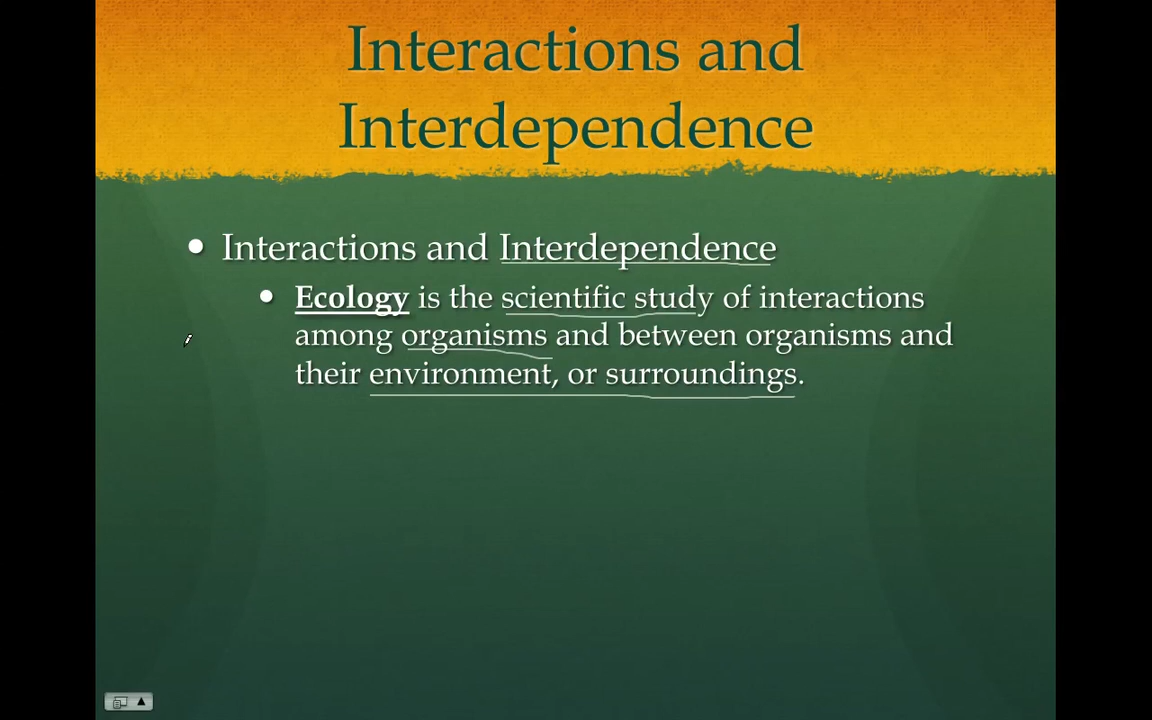 Interactions and
Interdependence
• Interactions and Interdependence
• Ecology is the scientific study of interactions
among organisms and between organisms and
their environment, or surroundings.